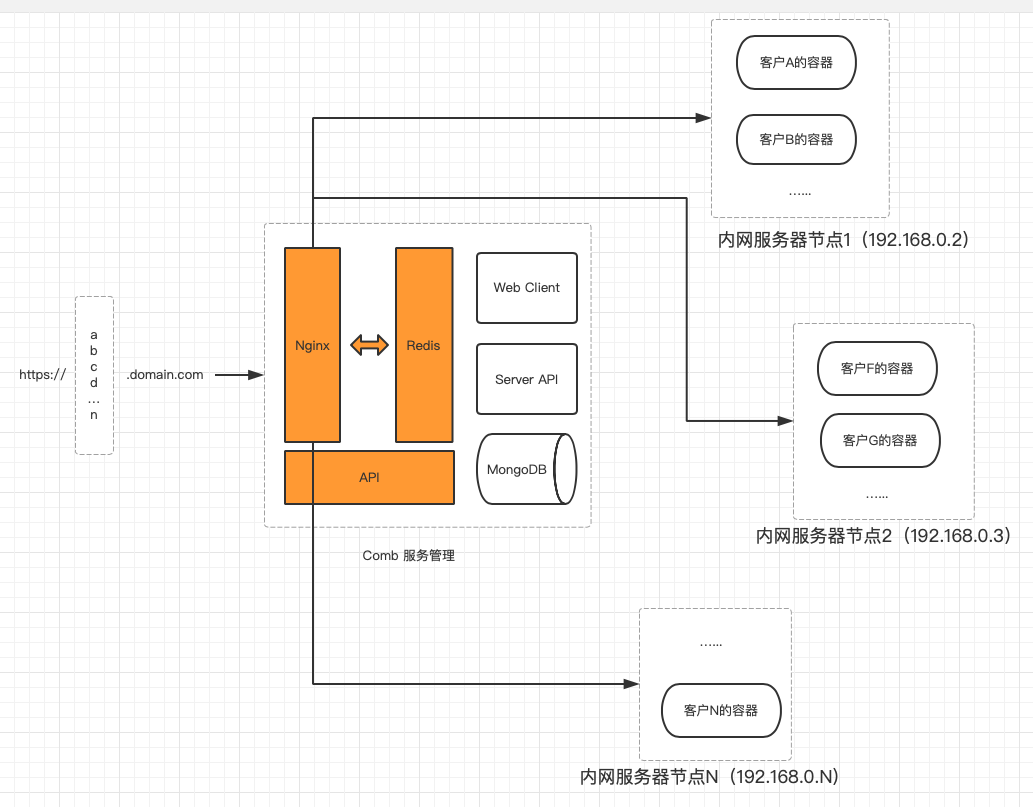 客户A的容器
客户B的容器
......
内网服务器节点1（192.168.0.2）
https://
a
b
c
d
...
n
.domain.com
Nginx
Redis
Web Client
Server API
MongoDB
API
Comb 服务管理
客户F的容器
客户G的容器
......
内网服务器节点2（192.168.0.3）
......
客户N的容器
内网服务器节点N（192.168.0.N）